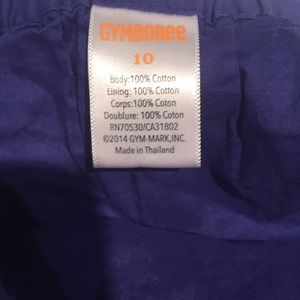 GYMBOREE
10
Body: 100% Cotton
Lining: 100% Cotton
Corps: 100% Coton
Doublure: 100% Coton
RN70530/CA31802
©2014 GYM-MARK, INC.
Made in Thailand